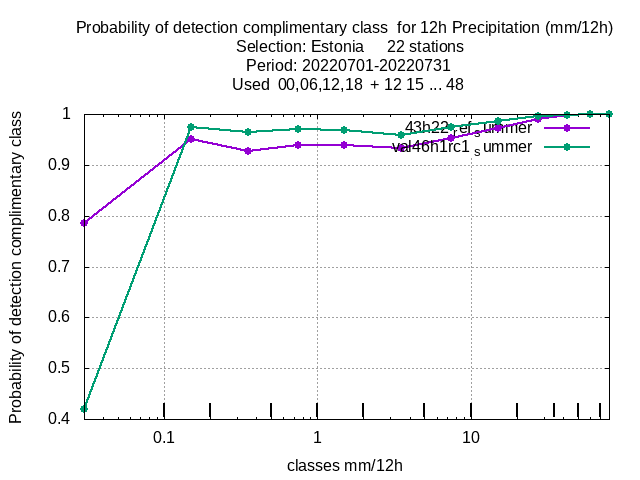 Probability of detection complimentary class  for 12h Precipitation (mm/12h)
Selection: Estonia     22 stations
Period: 20220701-20220731
Used  00,06,12,18  + 12 15 ... 48
Probability of detection complimentary class
1
0.9
0.8
0.7
0.6
0.5
0.4
43h22ref_summer
val46h1rc1_summer
0.1
1
10
classes mm/12h